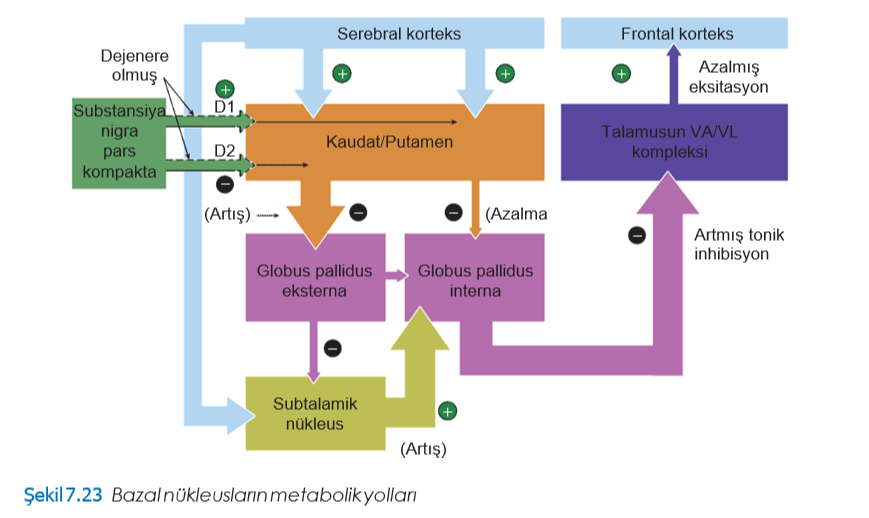 Serebral korteks
Frontal korteks
Dejenere
olmuş
+
+
+
+
Azalmış
eksitasyon
Substansiya
nigra
pars
kompakta
D1
D2
−
Kaudat/Putamen
Talamusun VA/VL
kompleksi
(Artış)
−
−
(Azalma
−
Artmış tonik
inhibisyon
Globus pallidus
eksterna
Globus pallidus
interna
−
Subtalamik
nükleus
+
(Artış)
Şekil 7.23 Bazal nükleusların metabolik yolları